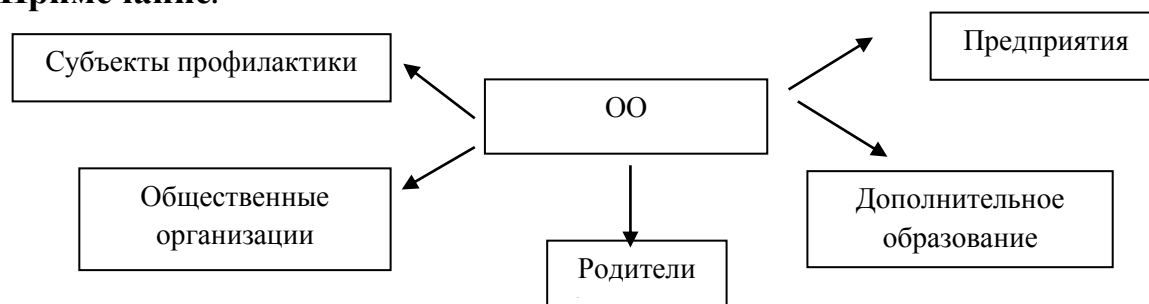 Примечание.
Субъекты профилактики
Предприятия
ОО
Общественные
организации
Дополнительное
образование
Родители